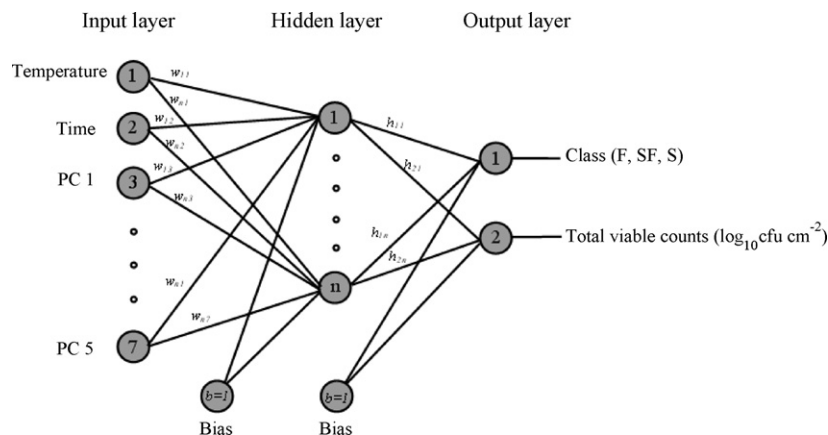 Input layer
Hidden layer
Output layer
Temperature
1
w11
wn1
Time
2
w12
wn2
PC 1
3
w13
wn3
PC 5
7
wn1
wn7
1
n
h11
h21
h1n
h2n
1
Class (F, SF, S)
2
Total viable counts (log10cfu cm-2)
b=1
b=1
Bias
Bias